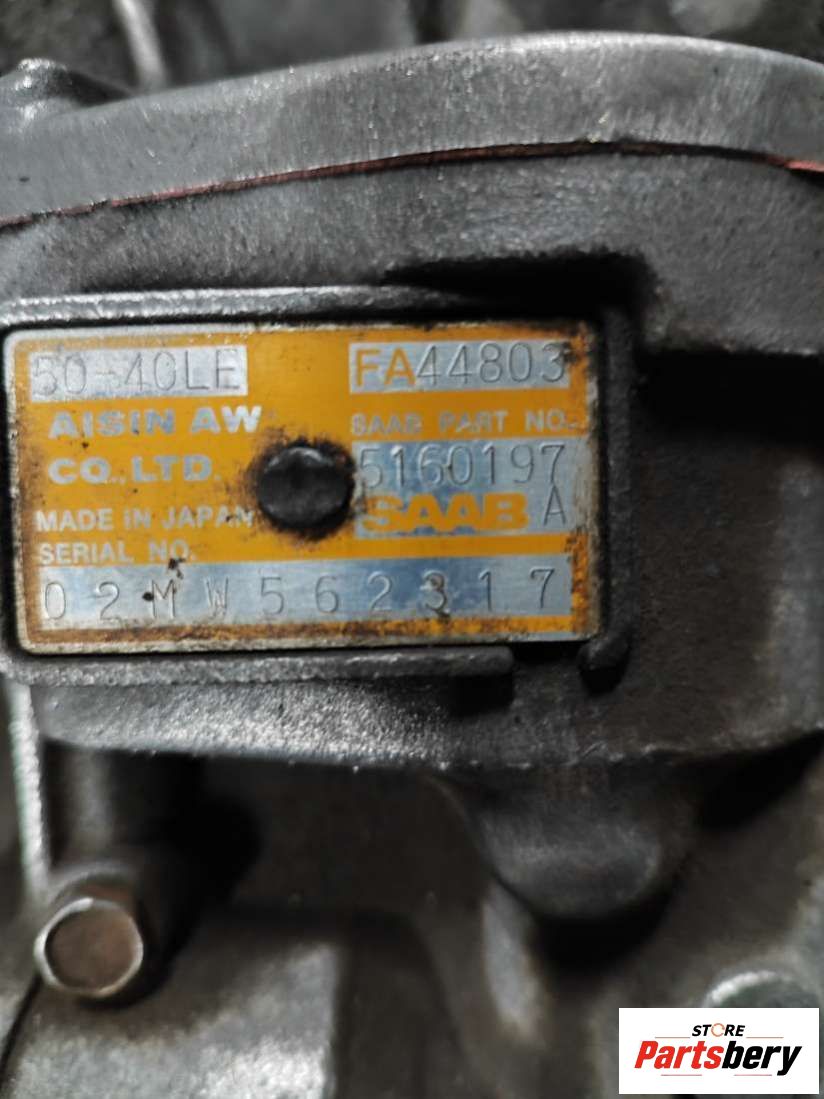 50-40LE FA44803
AISIN AW SAAB PART NO.
CO.,LTD. 5160197
MADE IN JAPAN SAAB A
SERIAL NO.
02MW562317
STORE
Partsbery